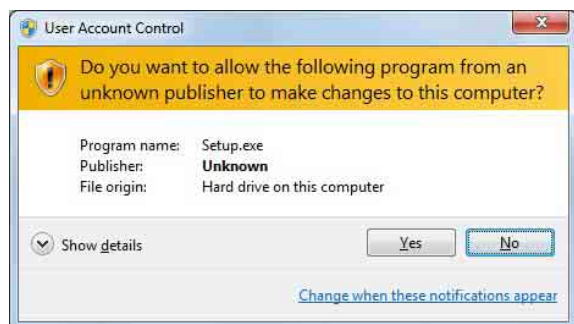 User Account Control
Do you want to allow the following program from an
unknown publisher to make changes to this computer?
Program name: Setup.exe
Publisher: Unknown
File origin: Hard drive on this computer
Show details
Yes
No
Change when these notifications appear